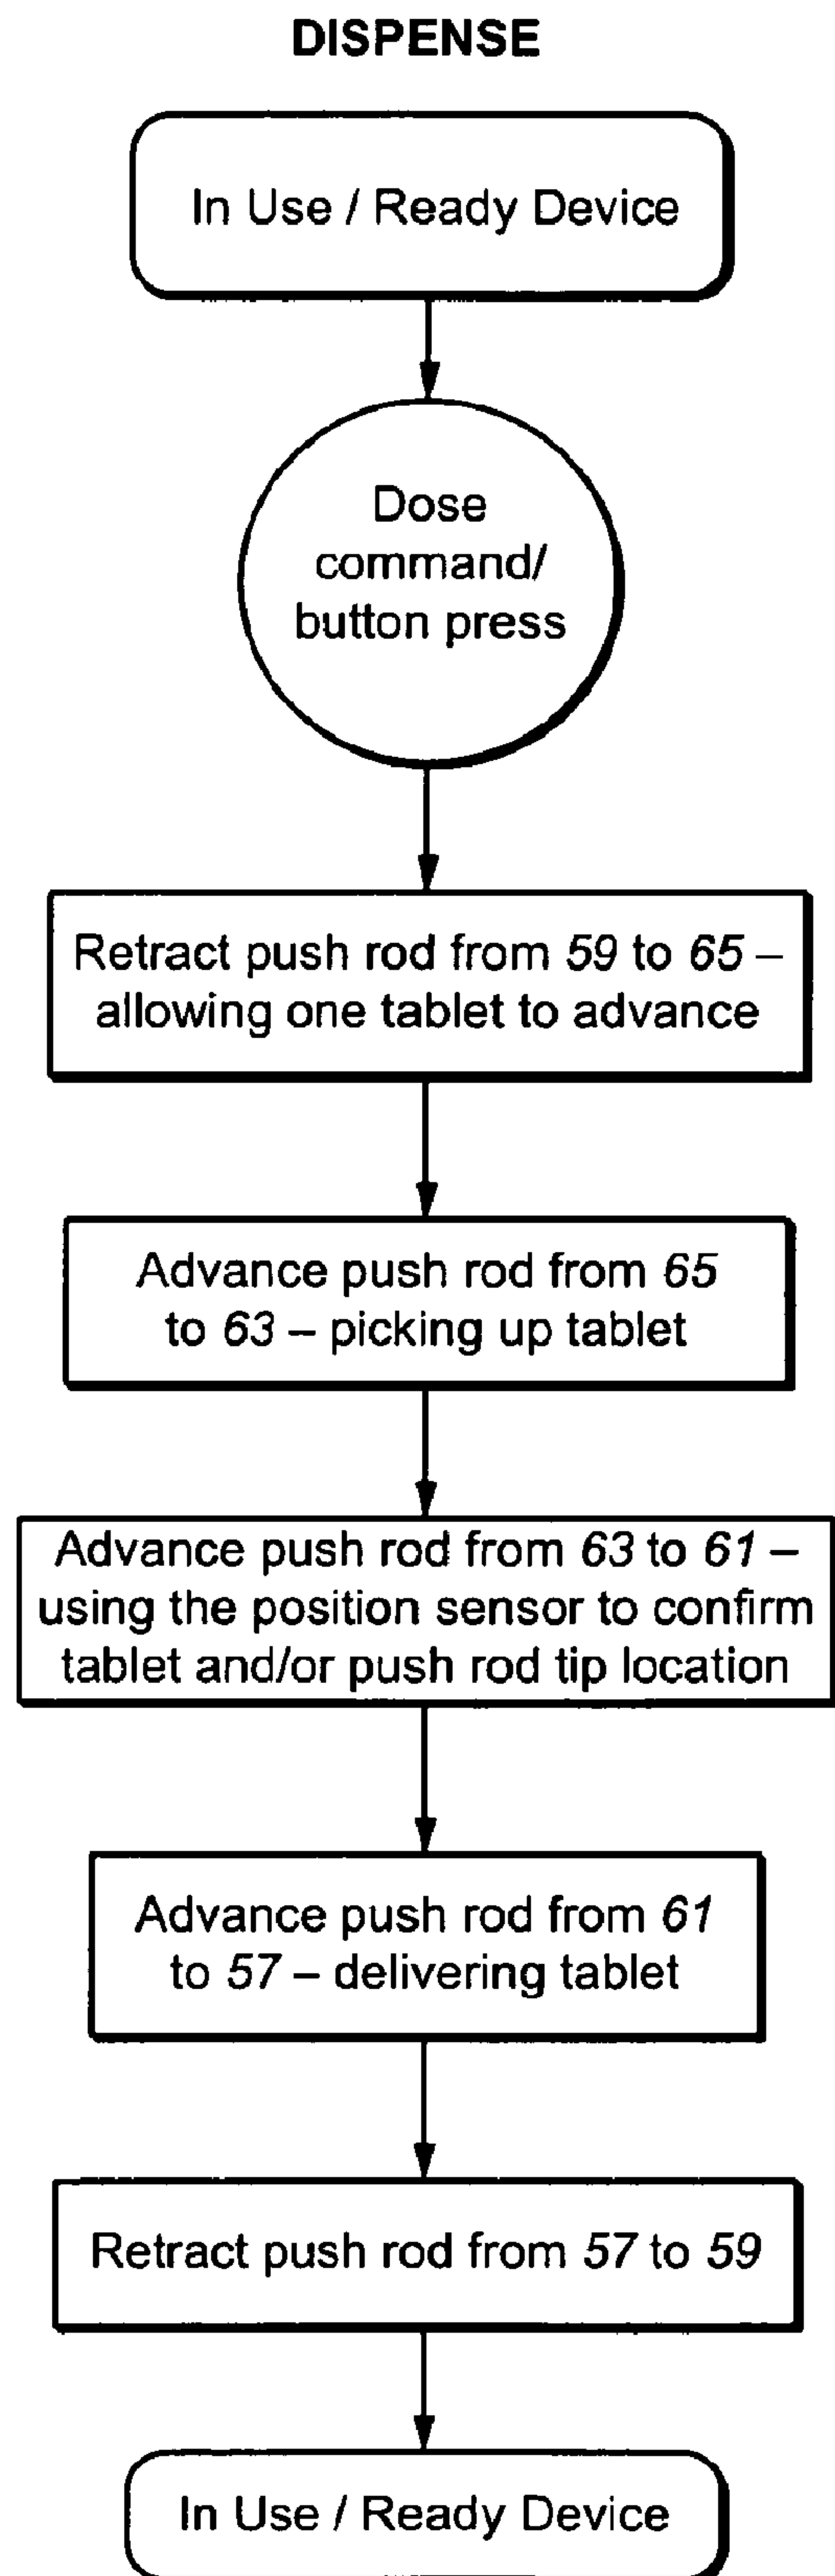 DISPENSE
In Use / Ready Device
Dose
command/
button press
Retract push rod from 59 to 65 –
allowing one tablet to advance
Advance push rod from 65
to 63 – picking up tablet
Advance push rod from 63 to 61 –
using the position sensor to confirm
tablet and/or push rod tip location
Advance push rod from 61
to 57 – delivering tablet
Retract push rod from 57 to 59
In Use / Ready Device